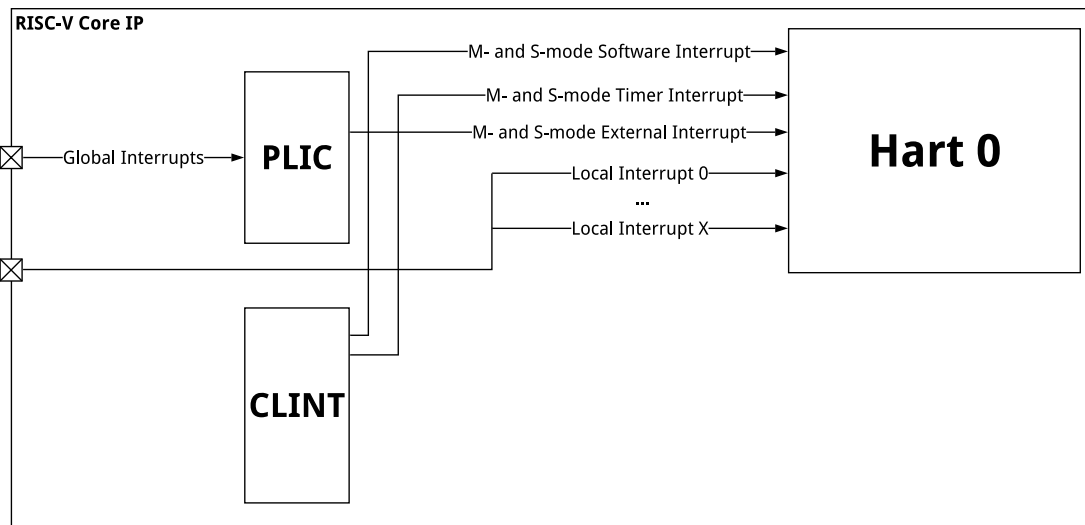 RISC-V Core IP
M- and S-mode Software Interrupt
M- and S-mode Timer Interrupt
M- and S-mode External Interrupt
Hart 0
Global Interrupts
PLIC
Local Interrupt 0
...
Local Interrupt X
CLINT